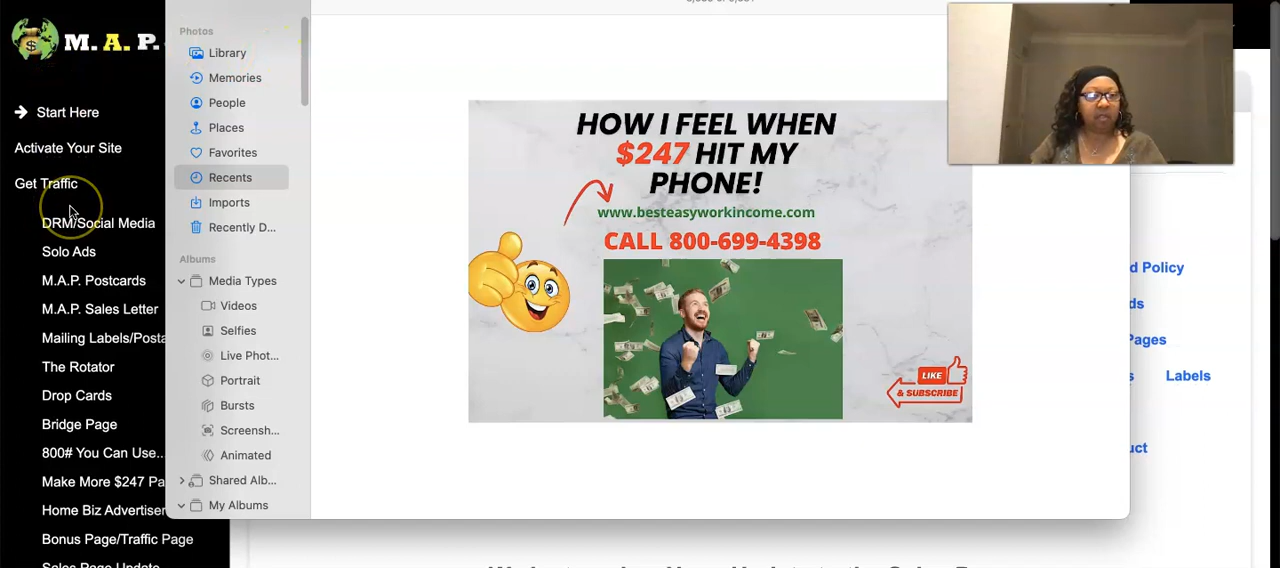 M. A. P.
Start Here
Activate Your Site
Get Traffic
DRM/Social Media
Solo Ads
M.A.P. Postcards
M.A.P. Sales Letter
Mailing Labels/Posta
The Rotator
Drop Cards
Bridge Page
800# You Can Use...
Make More $247 Pa
Home Biz Advertiser
Bonus Page/Traffic Page
Photos
Library
Memories
People
Places
Favorites
Recents
Imports
Recently D...
Albums
Media Types
Videos
Selfies
Live Phot...
Portrait
Bursts
Screensh...
Animated
Shared Alb...
My Albums
HOW I FEEL WHEN
$247 HIT MY
PHONE!
www.besteasyworkincome.com
CALL 800-699-4398
LIKE
& SUBSCRIBE
d Policy
ds
Pages
s Labels
uct